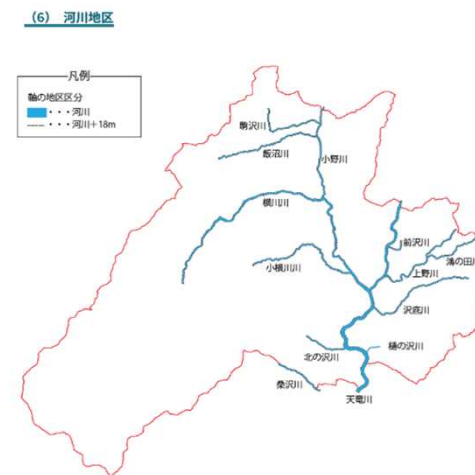 (6) 河川地区
凡例
軸の地区区分
・・・河川
・・・河川+18m
駒沢川
飯沼川
小野川
横川川
前沢川
鴻の田
小横川川
上野川
沢底川
樋の沢川
北の沢川
桑沢川
天竜川